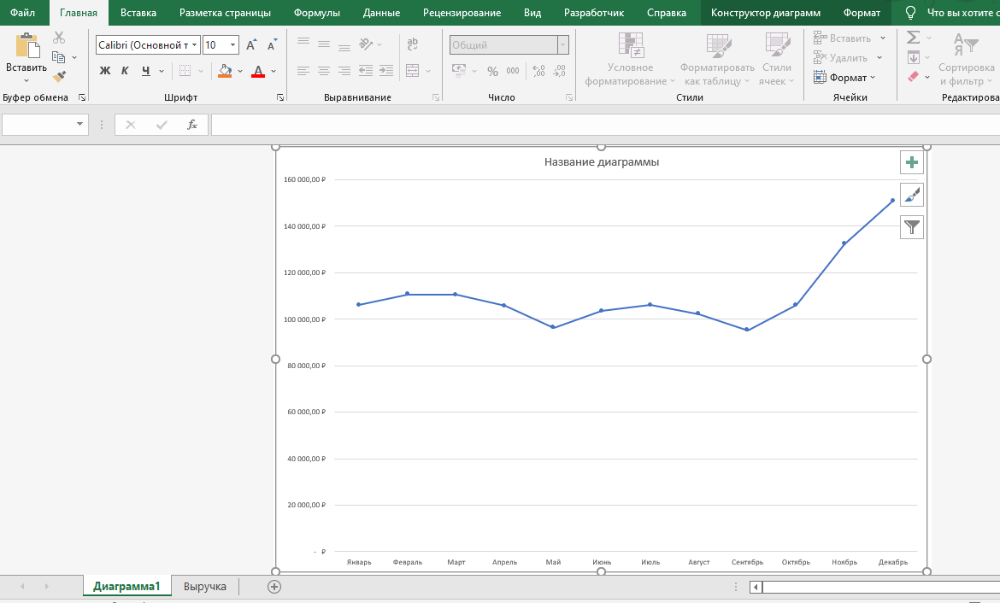 Файл Главная Вставка Разметка страницы Формулы Данные Рецензирование Вид Разработчик Справка Конструктор диаграмм Формат Что вы хотите с
Вставить
Буфер обмена
Calibri (Основной т 10
Ж К Ч
Шрифт
ab
Выравнивание
Общий
% 000
Число
Условное
форматирование
Форматировать
как таблицу
Стили
ячеек
Стили
Вставить
Удалить
Формат
Ячейки
Сортировка
и фильтр
Редактирова
fx
Название диаграммы
160 000,00 ₽
140 000,00 ₽
120 000,00 ₽
100 000,00 ₽
80 000,00 ₽
60 000,00 ₽
40 000,00 ₽
20 000,00 ₽
- ₽
Январь Февраль Март Апрель Май Июнь Июль Август Сентябрь Октябрь Ноябрь Декабрь
Диаграмма1 Выручка